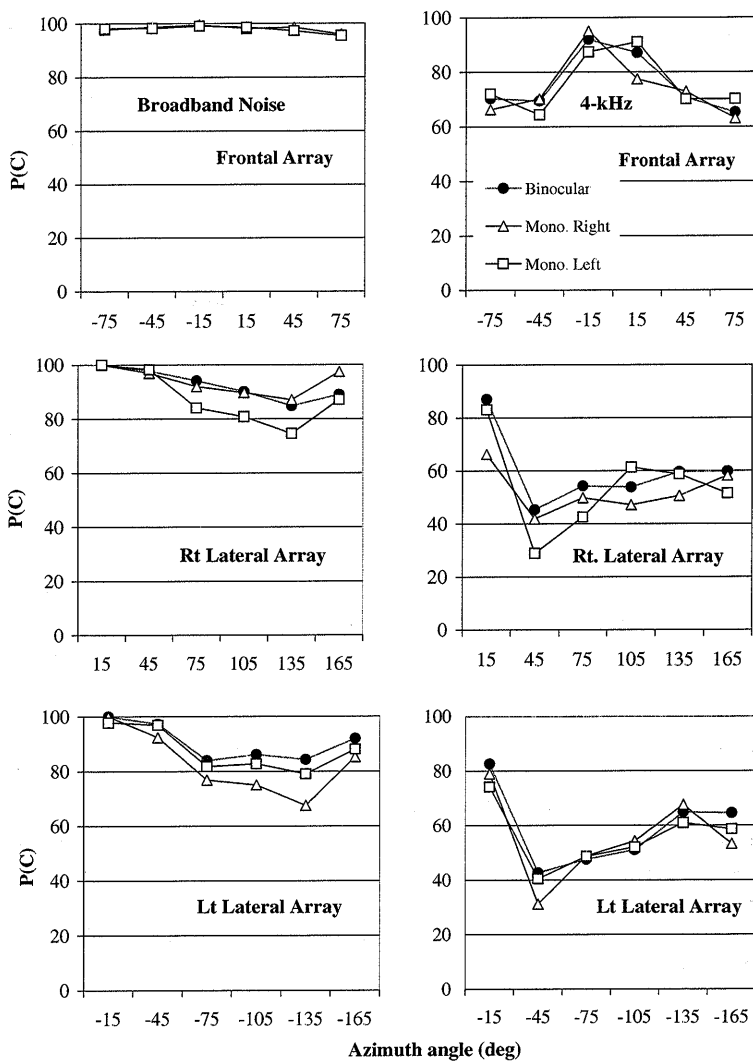 100
80
60
40
20
0
P(C)
Broadband Noise
Frontal Array
-75 -45 -15 15 45 75
100
80
60
40
20
0
4-kHz
Frontal Array
Binocular
Mono. Right
Mono. Left
-75 -45 -15 15 45 75
100
80
60
40
20
0
P(C)
Rt Lateral Array
15 45 75 105 135 165
100
80
60
40
20
0
Rt. Lateral Array
15 45 75 105 135 165
100
80
60
40
20
0
P(C)
Lt Lateral Array
-15 -45 -75 -105 -135 -165
100
80
60
40
20
0
Lt Lateral Array
-15 -45 -75 -105 -135 -165
Azimuth angle (deg)